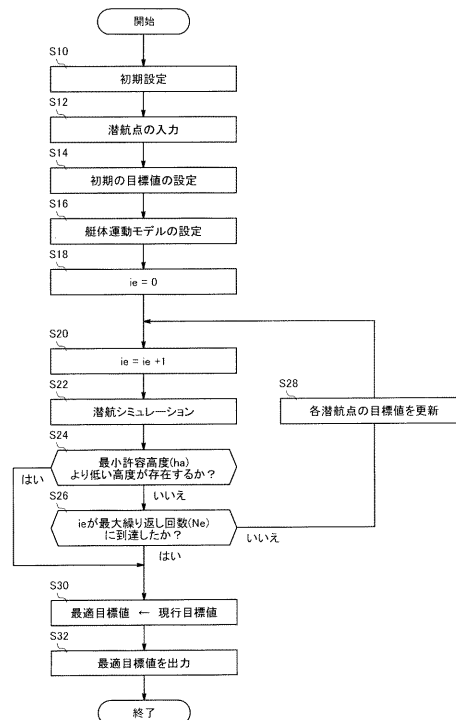 開始
S10
初期設定
S12
潜航点の入力
S14
初期の目標値の設定
S16
艇体運動モデルの設定
S18
ie = 0
S20
ie = ie +1
S22
潜航シミュレーション
S28
各潜航点の目標値を更新
S24
最小許容高度(ha)
より低い高度が存在するか？
はい
いいえ
S26
ieが最大繰り返し回数(Ne)
に到達したか？
いいえ
はい
S30
最適目標値 ← 現行目標値
S32
最適目標値を出力
終了